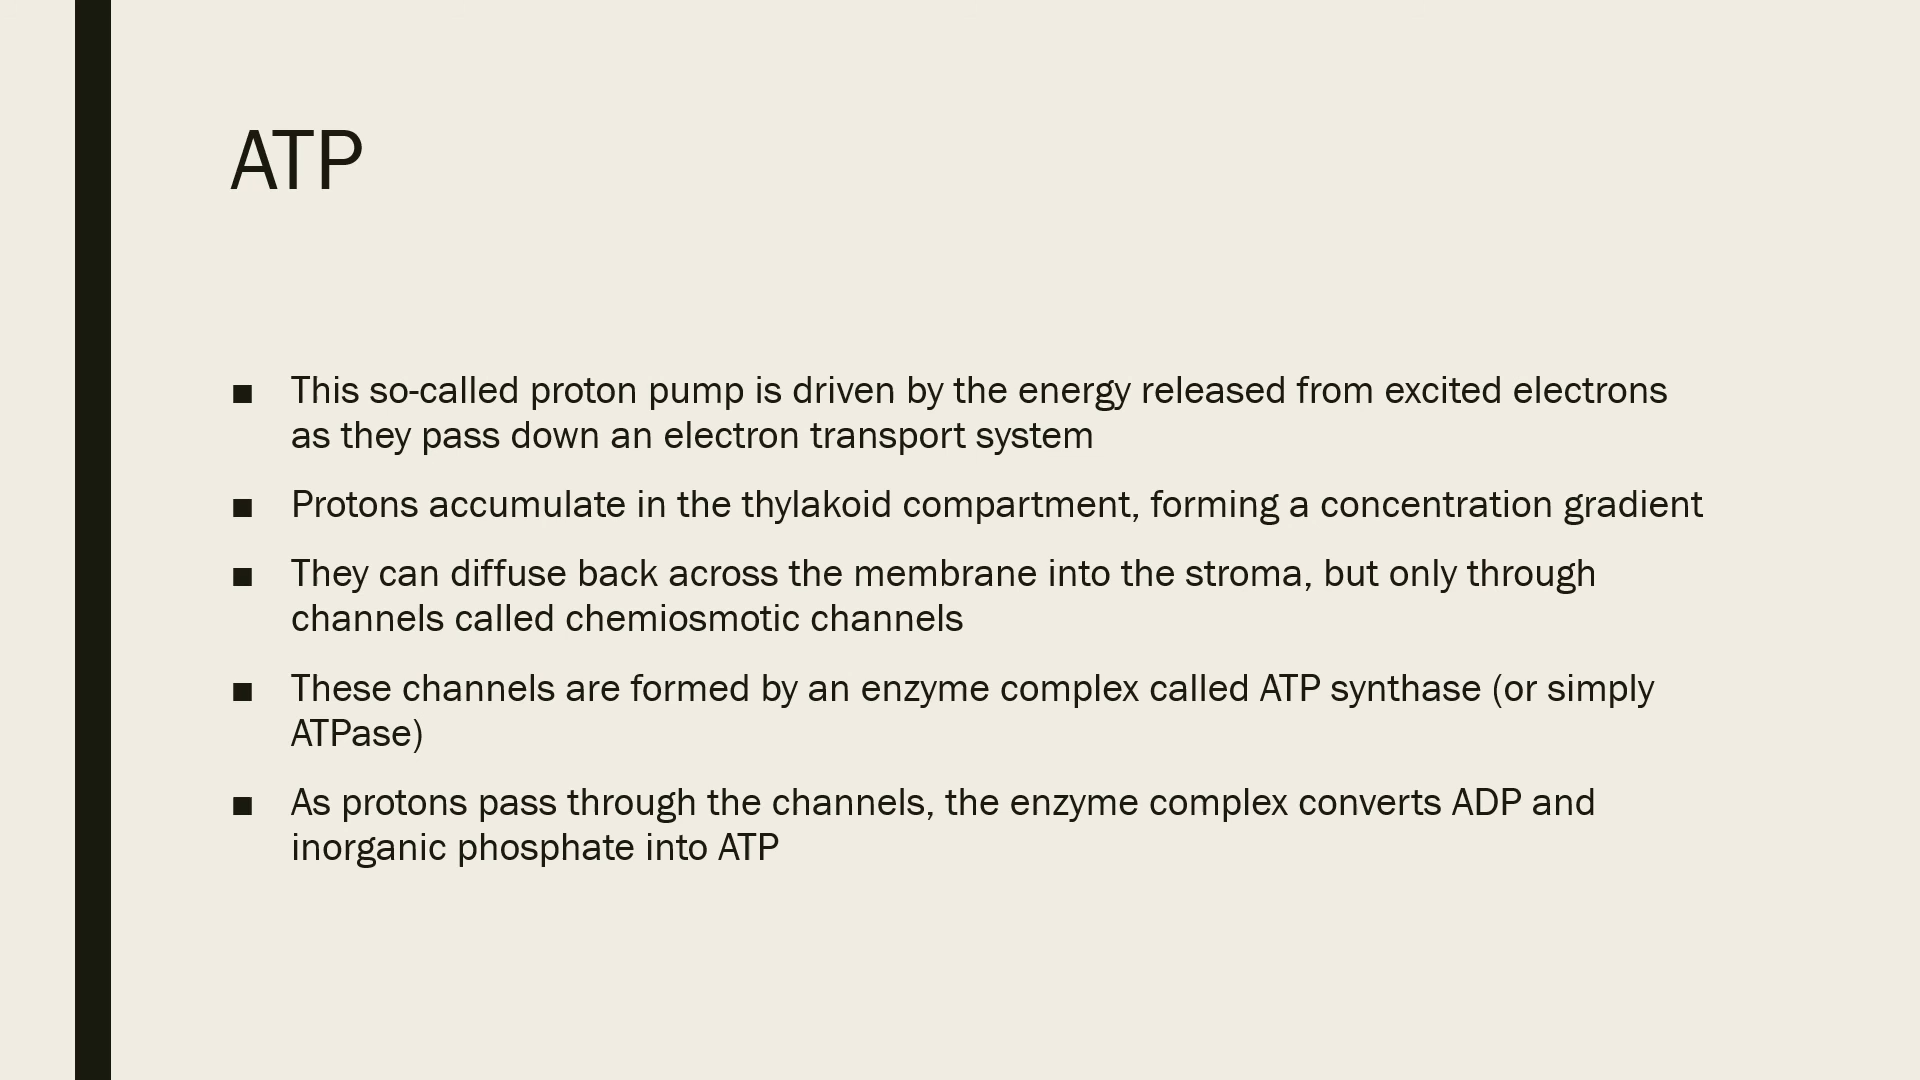 ATP
■ This so-called proton pump is driven by the energy released from excited electrons
as they pass down an electron transport system
■ Protons accumulate in the thylakoid compartment, forming a concentration gradient
■ They can diffuse back across the membrane into the stroma, but only through
channels called chemiosmotic channels
■ These channels are formed by an enzyme complex called ATP synthase (or simply
ATPase)
■ As protons pass through the channels, the enzyme complex converts ADP and
inorganic phosphate into ATP